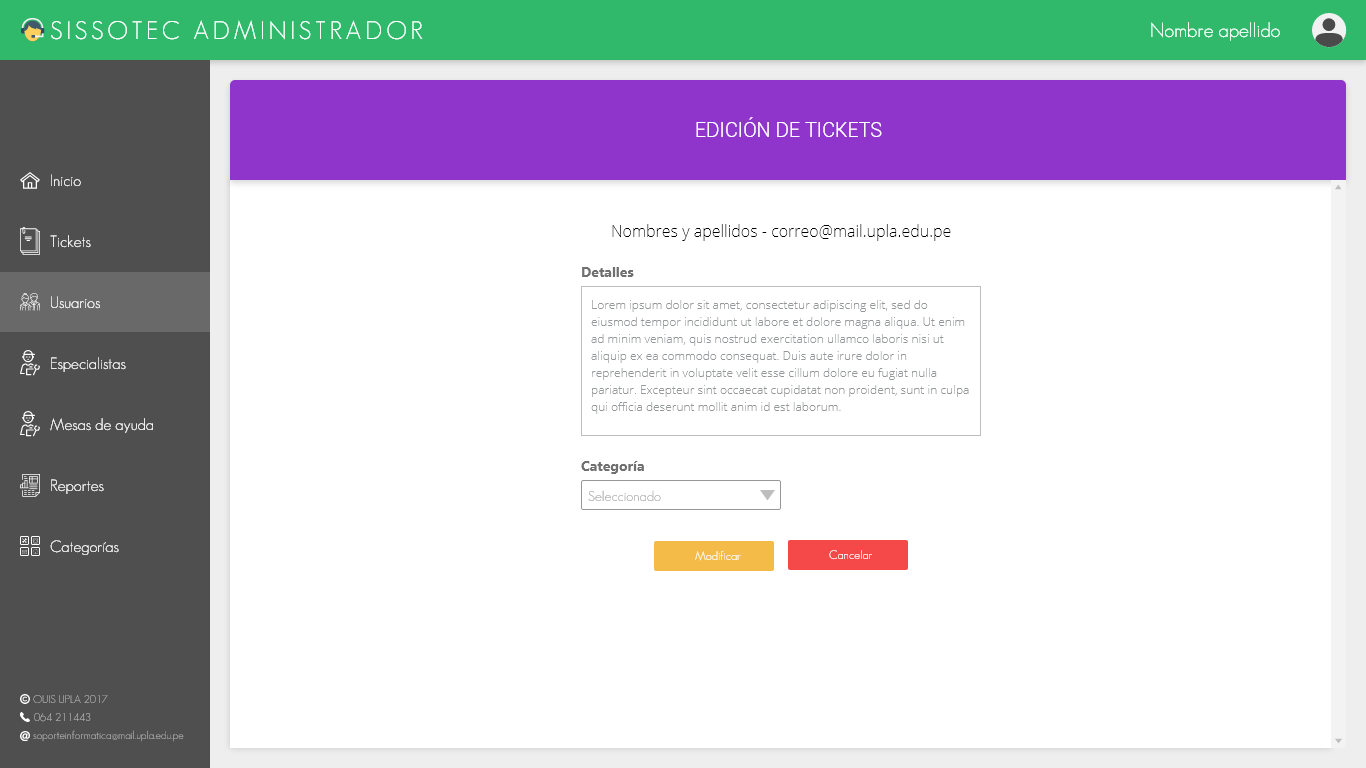 SISSOTEC ADMINISTRADOR
Nombre apellido
Inicio
Tickets
Usuarios
Especialistas
Mesas de ayuda
Reportes
Categorías
© OUIS UPLA 2017
064 211443
soporteinformatica@mail.upla.edu.pe
EDICIÓN DE TICKETS
Nombres y apellidos - correo@mail.upla.edu.pe
Detalles
Lorem ipsum dolor sit amet, consectetur adipiscing elit, sed do
eiusmod tempor incididunt ut labore et dolore magna aliqua. Ut enim
ad minim veniam, quis nostrud exercitation ullamco laboris nisi ut
aliquip ex ea commodo consequat. Duis aute irure dolor in
reprehenderit in voluptate velit esse cillum dolore eu fugiat nulla
pariatur. Excepteur sint occaecat cupidatat non proident, sunt in culpa
qui officia deserunt mollit anim id est laborum.
Categoría
Seleccionado
Modificar
Cancelar